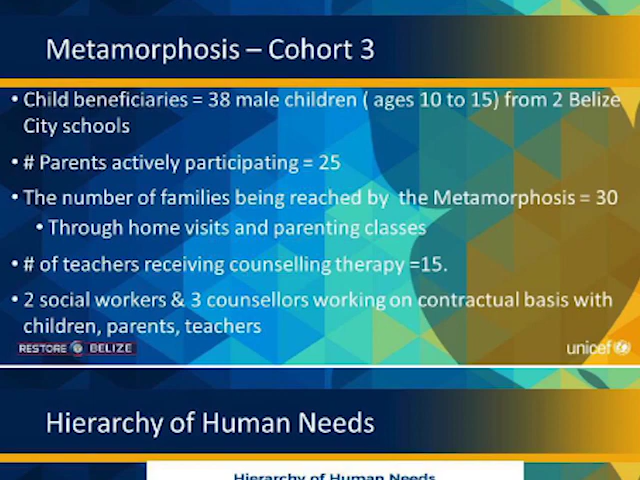 Metamorphosis – Cohort 3
• Child beneficiaries = 38 male children ( ages 10 to 15) from 2 Belize
City schools
• # Parents actively participating = 25
• The number of families being reached by the Metamorphosis = 30
• Through home visits and parenting classes
• # of teachers receiving counselling therapy =15.
• 2 social workers & 3 counsellors working on contractual basis with
children, parents, teachers
RESTORE BELIZE
unicef
Hierarchy of Human Needs
Hierarchy of Human Needs